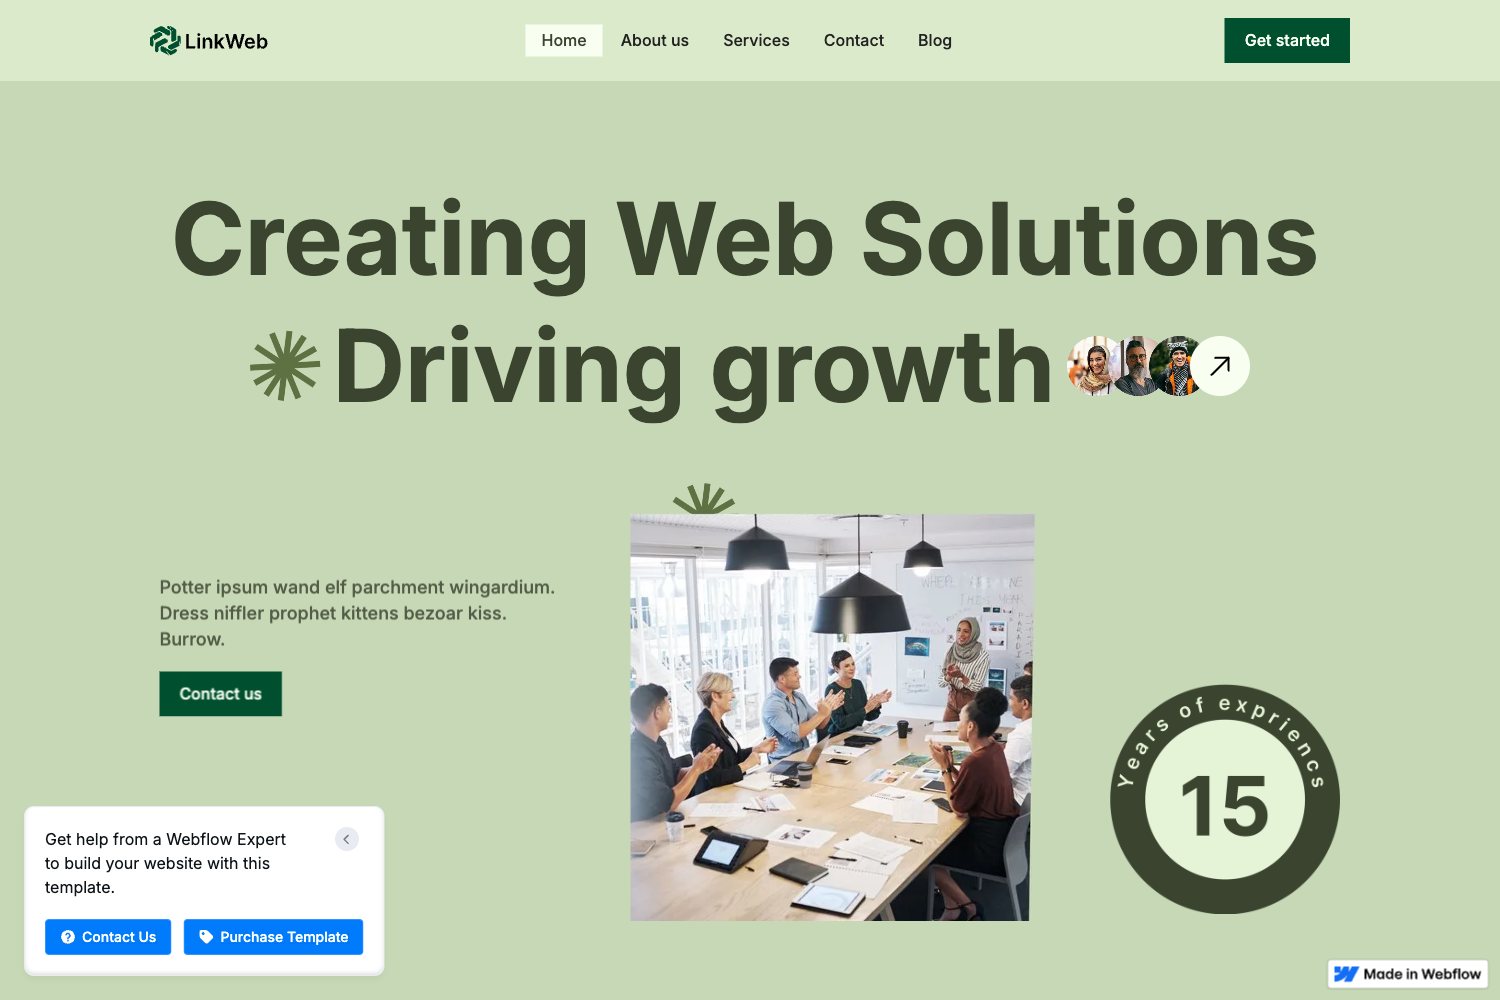 LinkWeb
Home
About us
Services
Contact
Blog
Get started
Creating Web Solutions
Driving growth
Potter ipsum wand elf parchment wingardium.
Dress niffler prophet kittens bezoar kiss.
Burrow.
Contact us
Years of expriencs
15
Get help from a Webflow Expert
to build your website with this
template.
Contact Us
Purchase Template
Made in Webflow